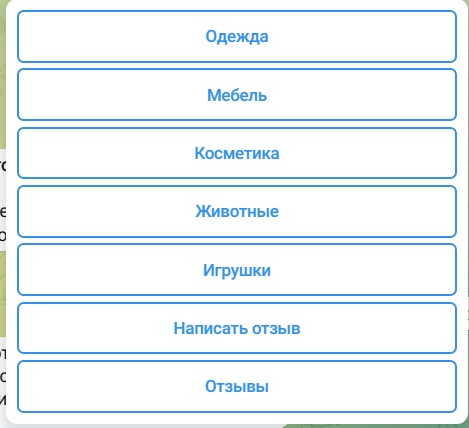 Одежда
Мебель
Косметика
Животные
Игрушки
Написать отзыв
Отзывы